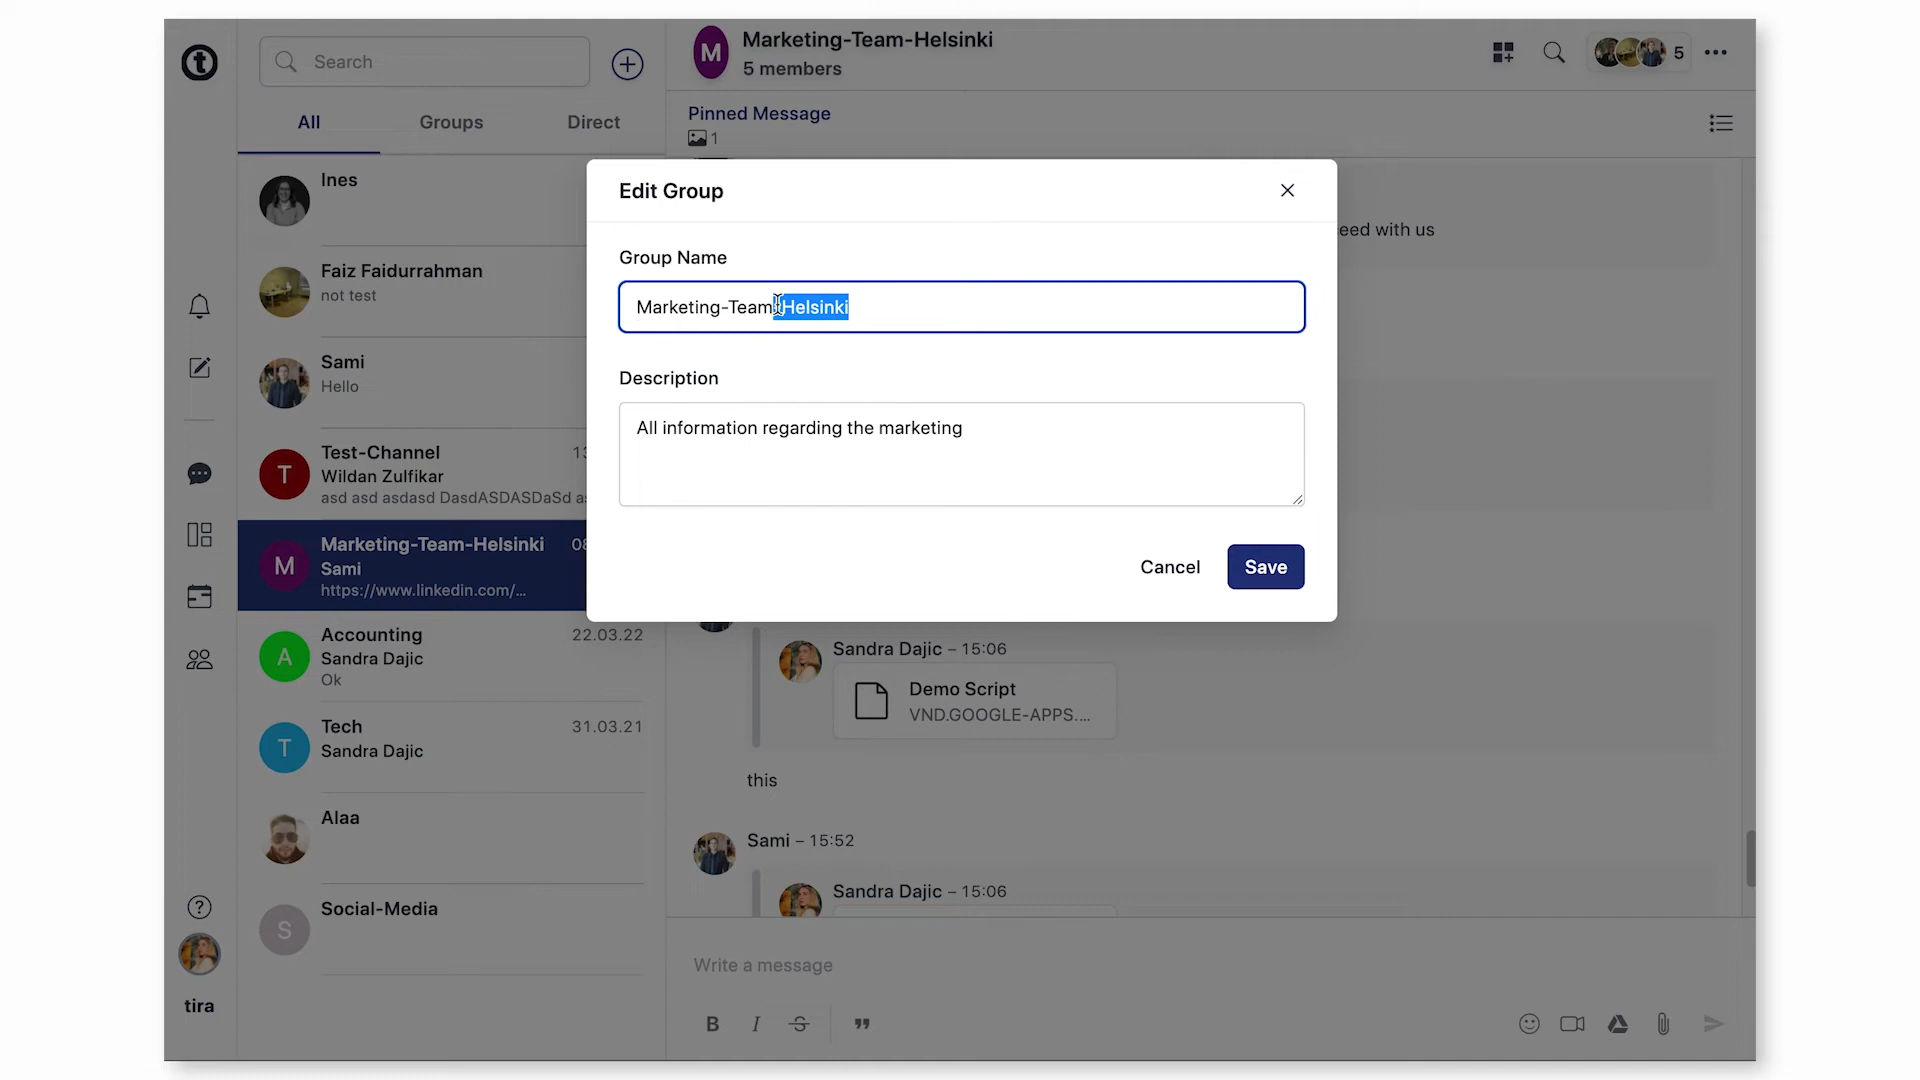 Search
All
Groups
Direct
Ines
Faiz Faidurrahman
not test
Sami
Hello
T
Test-Channel
13
Wildan Zulfikar
asd asd asdasd DasdASDASDaSd as
M
Marketing-Team-Helsinki
08
Sami
https://www.linkedin.com/...
A
Accounting
22.03.22
Sandra Dajic
Ok
T
Tech
31.03.21
Sandra Dajic
Alaa
S
Social-Media
tira
M
Marketing-Team-Helsinki
5 members
5
Pinned Message
1
eed with us
Edit Group
Group Name
Marketing-Team-Helsinki
Description
All information regarding the marketing
Cancel
Save
Sandra Dajic – 15:06
Demo Script
VND.GOOGLE-APPS....
this
Sami – 15:52
Sandra Dajic – 15:06
Write a message
B I S